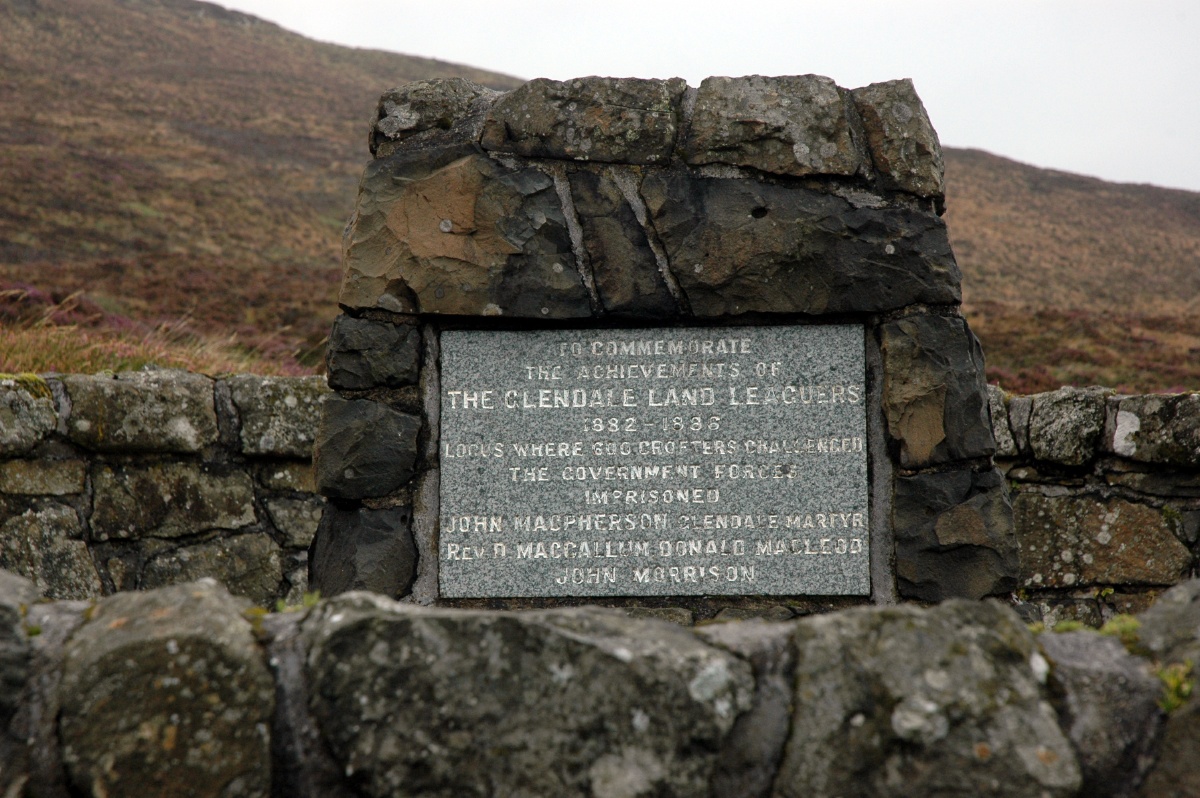 TO COMMEMORATE
THE ACHIEVEMENTS OF
THE GLENDALE LAND LEAGUERS
1882-1886
LOCUS WHERE 600 CROFTERS CHALLENGED
THE GOVERNMENT FORCES
IMPRISONED
JOHN MACPHERSON GLENDALE MARTYR
REV. D MACCALLUM DONALD MACLEOD
JOHN MORRISON